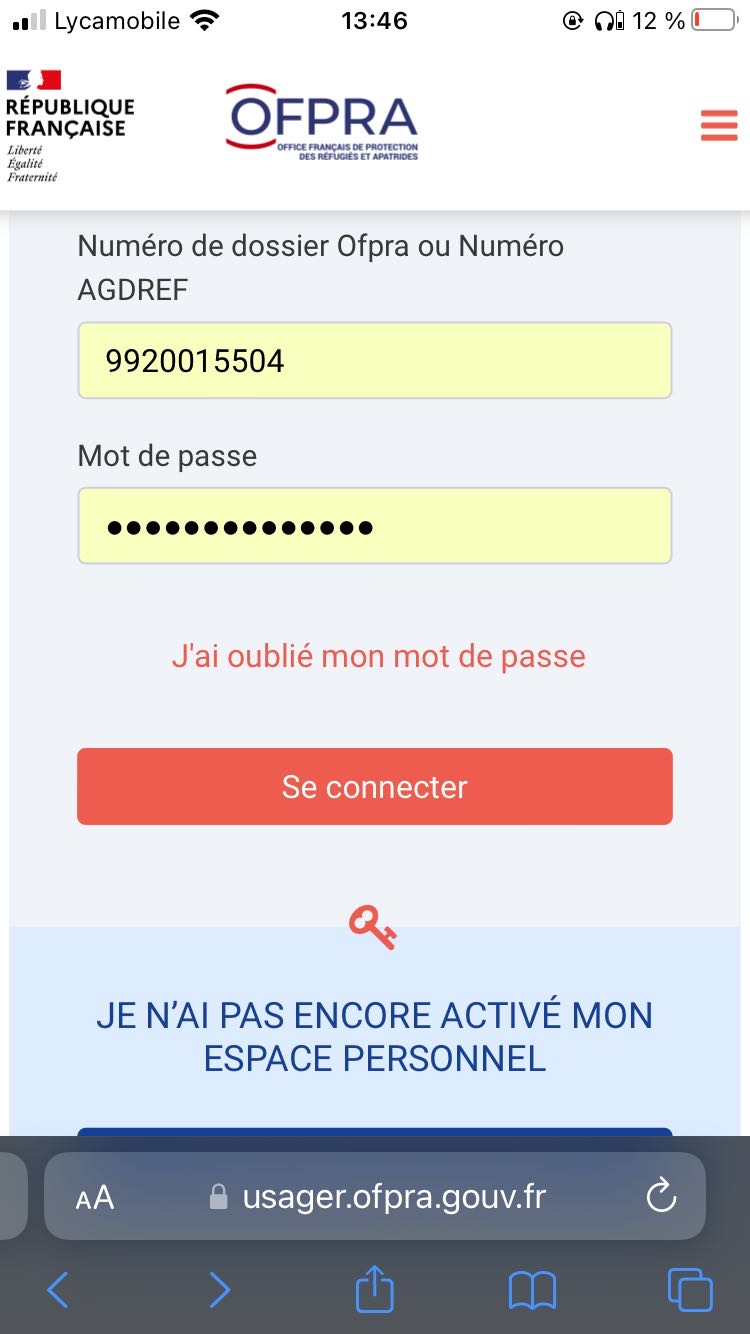 Lycamobile 13:46 12 %
RÉPUBLIQUE
FRANÇAISE
Liberté
Égalité
Fraternité
OFPRA
OFFICE FRANÇAIS DE PROTECTION
DES RÉFUGIÉS ET APATRIDES
Numéro de dossier Ofpra ou Numéro
AGDREF
9920015504
Mot de passe
••••••••••••••
J'ai oublié mon mot de passe
Se connecter
JE N’AI PAS ENCORE ACTIVÉ MON
ESPACE PERSONNEL
AA usager.ofpra.gouv.fr